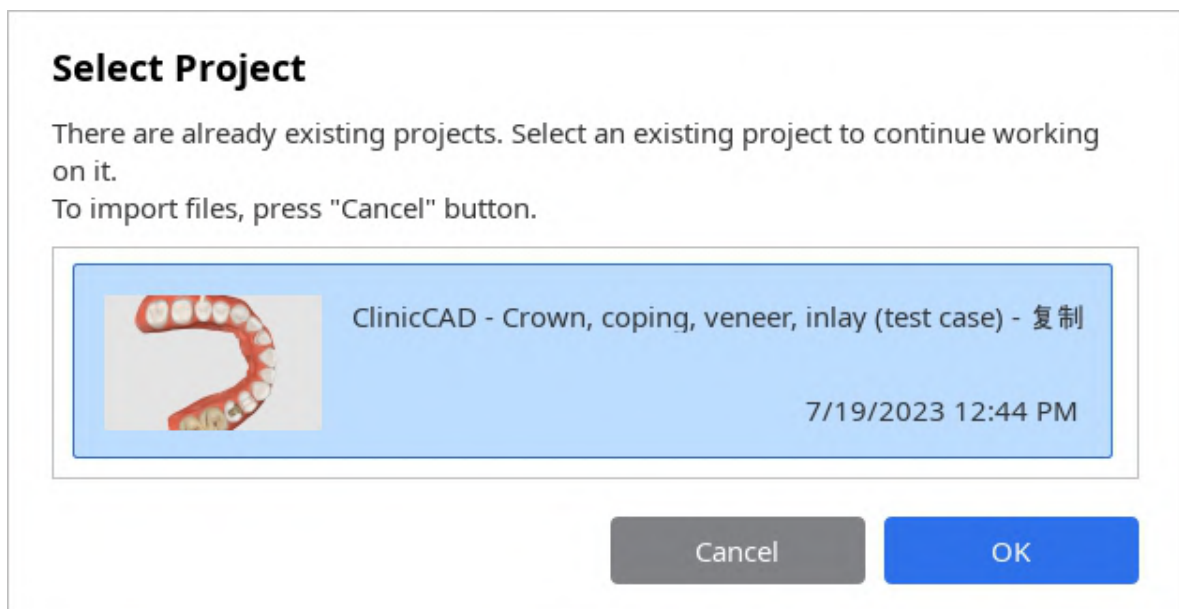 Select Project
There are already existing projects. Select an existing project to continue working
on it.
To import files, press "Cancel" button.
ClinicCAD - Crown, coping, veneer, inlay (test case) - 复制
7/19/2023 12:44 PM
Cancel
OK